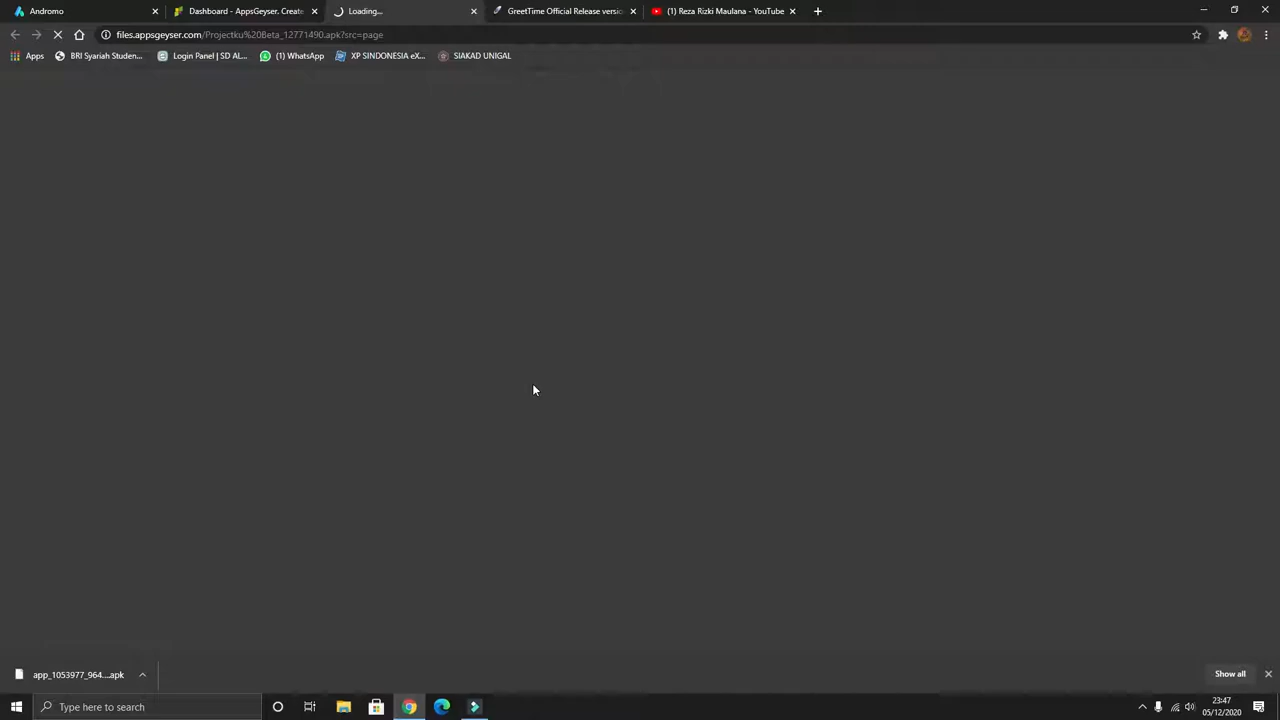 Andromo
Dashboard - AppsGeyser. Create
Loading...
GreetTime Official Release versio
(1) Reza Rizki Maulana - YouTube
files.appsgeyser.com/Projectku%20Beta_12771490.apk?src=page
Apps
BRI Syariah Studen...
Login Panel | SD AL...
(1) WhatsApp
XP SINDONESIA eX...
SIAKAD UNIGAL
app_1053977_964....apk
Show all
Type here to search
23:47
05/12/2020